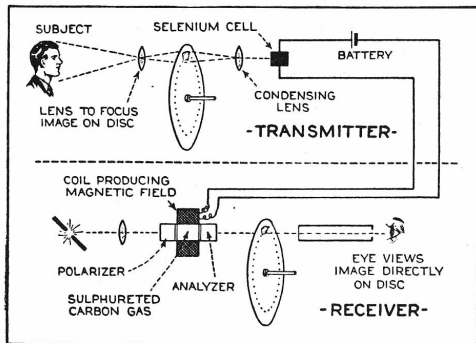 SUBJECT
SELENIUM CELL
BATTERY
LENS TO FOCUS
IMAGE ON DISC
CONDENSING
LENS
-TRANSMITTER-
COIL PRODUCING
MAGNETIC FIELD
POLARIZER
SULPHURETED
CARBON GAS
ANALYZER
EYE VIEWS
IMAGE DIRECTLY
ON DISC
-RECEIVER-